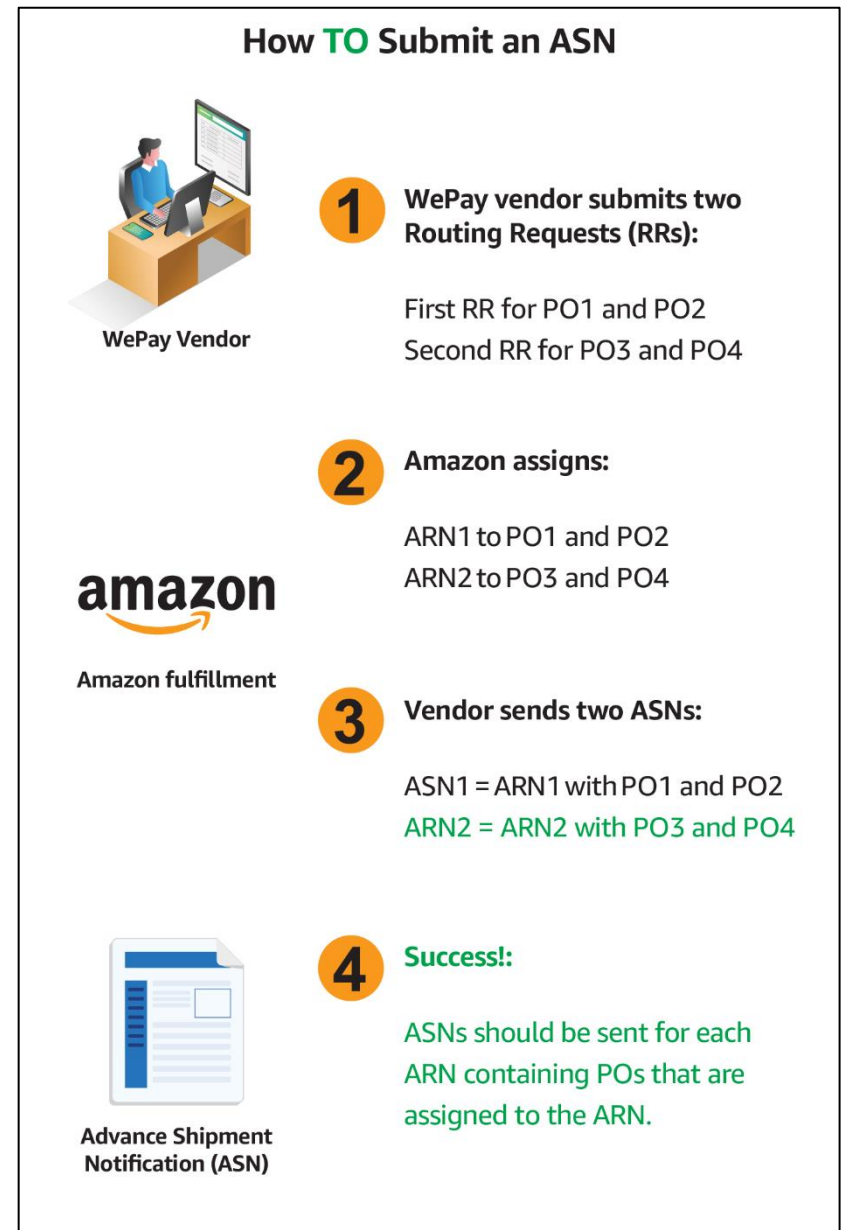 How TO Submit an ASN
WePay Vendor
1
WePay vendor submits two
Routing Requests (RRs):
First RR for PO1 and PO2
Second RR for PO3 and PO4
2
Amazon assigns:
ARN1 to PO1 and PO2
ARN2 to PO3 and PO4
amazon
Amazon fulfillment
3
Vendor sends two ASNs:
ASN1 = ARN1 with PO1 and PO2
ARN2 = ARN2 with PO3 and PO4
Advance Shipment
Notification (ASN)
4
Success!:
ASNs should be sent for each
ARN containing POs that are
assigned to the ARN.